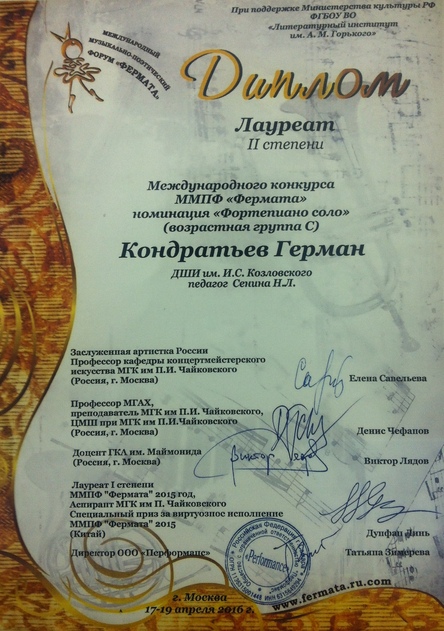 При поддержке Министерства культуры РФ
ФГБОУ ВО
«Литературный институт
им. А. М. Горького»
МЕЖДУНАРОДНЫЙ
МУЗЫКАЛЬНО-ПОЭТИЧЕСКИЙ
ФОРУМ «ФЕРМАТА»
Диплом
Лауреат
II степени
Международного конкурса
ММПФ «Фермата»
номинация «Фортепиано соло»
(возрастная группа С)
Кондратьев Герман
ДШИ им. И.С. Козловского
педагог Сенина Н.Л.
Заслуженная артистка России
Профессор кафедры концертмейстерского
искусства МГК им П.И. Чайковского
(Россия, г. Москва)
Елена Савельева
Профессор МГАХ,
преподаватель МГК им П.И. Чайковского,
ЦМШ при МГК им П.И.Чайковского
(Россия, г. Москва)
Денис Чефанов
Доцент ГКА им. Маймонида
(Россия, г. Москва)
Виктор Лядов
Лауреат I степени
ММПФ "Фермата" 2015 год,
Аспирант МГК им П. Чайковского
Специальный приз за виртуозное исполнение
ММПФ "Фермата" 2015
(Китай)
Дунфан Динь
Директор ООО «Перформанс»
Татьяна Зимарева
«Performance»
www.fermata.ru.com
г. Москва
17-19 апреля 2016 г.